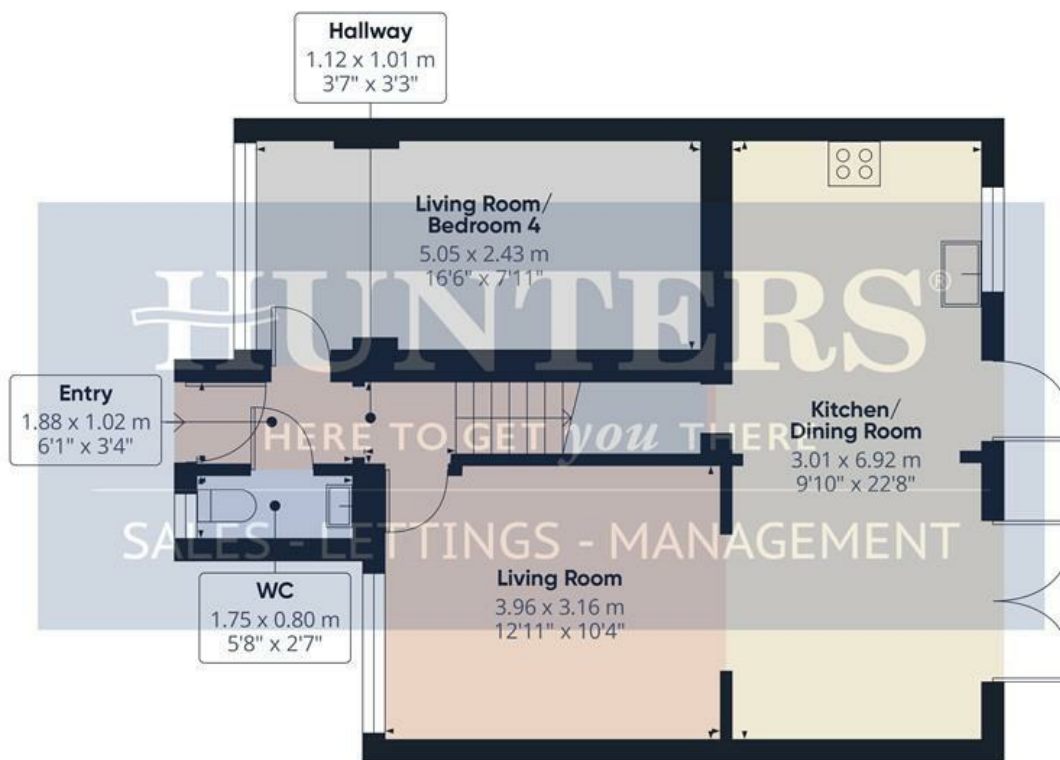 Hallway
1.12 x 1.01 m
3'7" x 3'3"
Living Room/
Bedroom 4
5.05 x 2.43 m
16'6" x 7'11"
HUNTERS®
Entry
1.88 x 1.02 m
6'1" x 3'4"
Kitchen/
Dining Room
3.01 x 6.92 m
9'10" x 22'8"
HERE TO GET you THERE
SALES - LETTINGS - MANAGEMENT
Living Room
3.96 x 3.16 m
12'11" x 10'4"
WC
1.75 x 0.80 m
5'8" x 2'7"